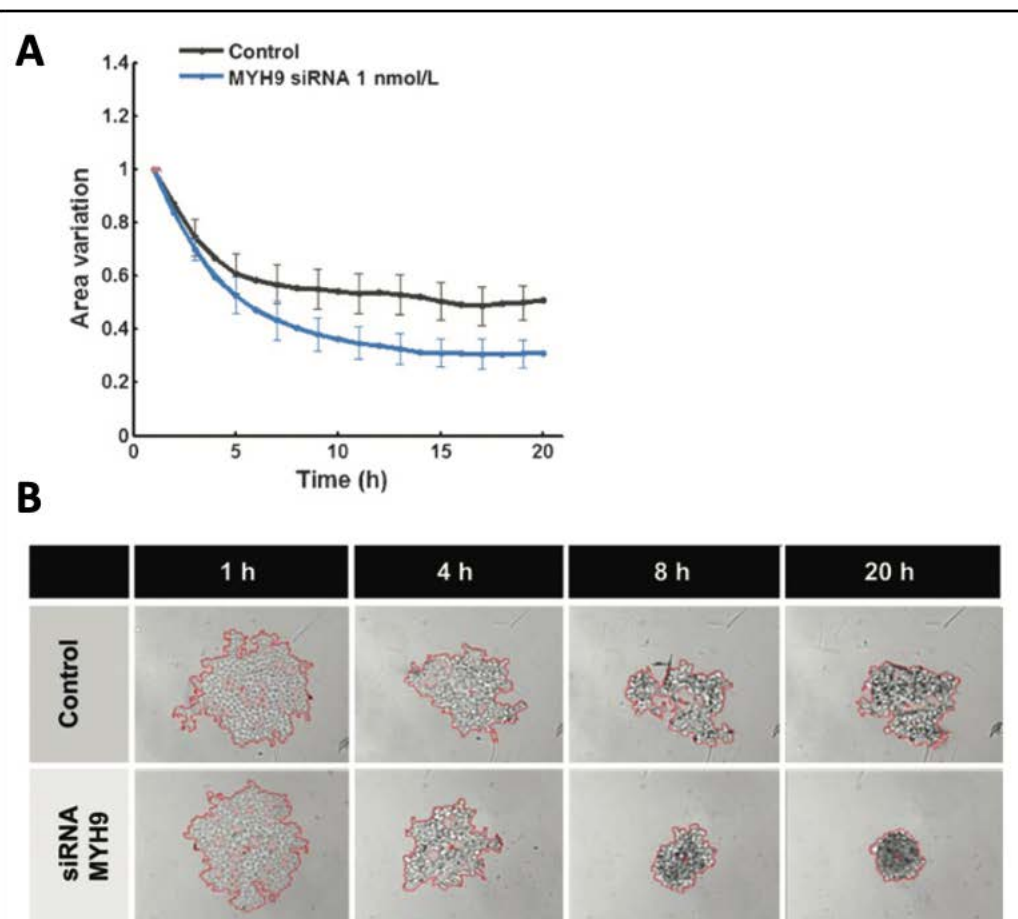 A
Control
MYH9 siRNA 1 nmol/L
1.4
1.2
1
0.8
0.6
0.4
0.2
0
Area variation
0 5 10 15 20
Time (h)
B
1 h 4 h 8 h 20 h
Control
siRNA
MYH9